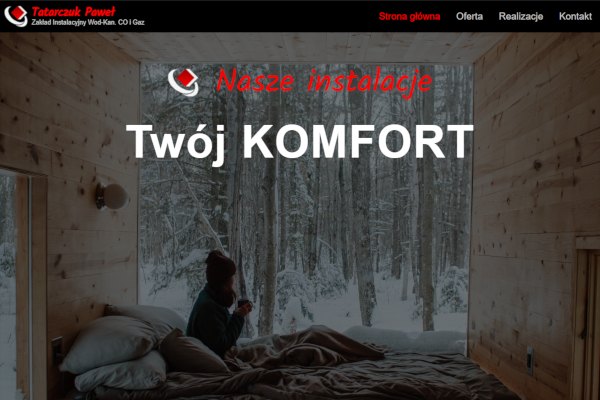 Tatarczuk Paweł
Zakład Instalacyjny Wod-Kan. CO i Gaz
Strona główna Oferta Realizacje Kontakt
Nasze instalacje
Twój KOMFORT